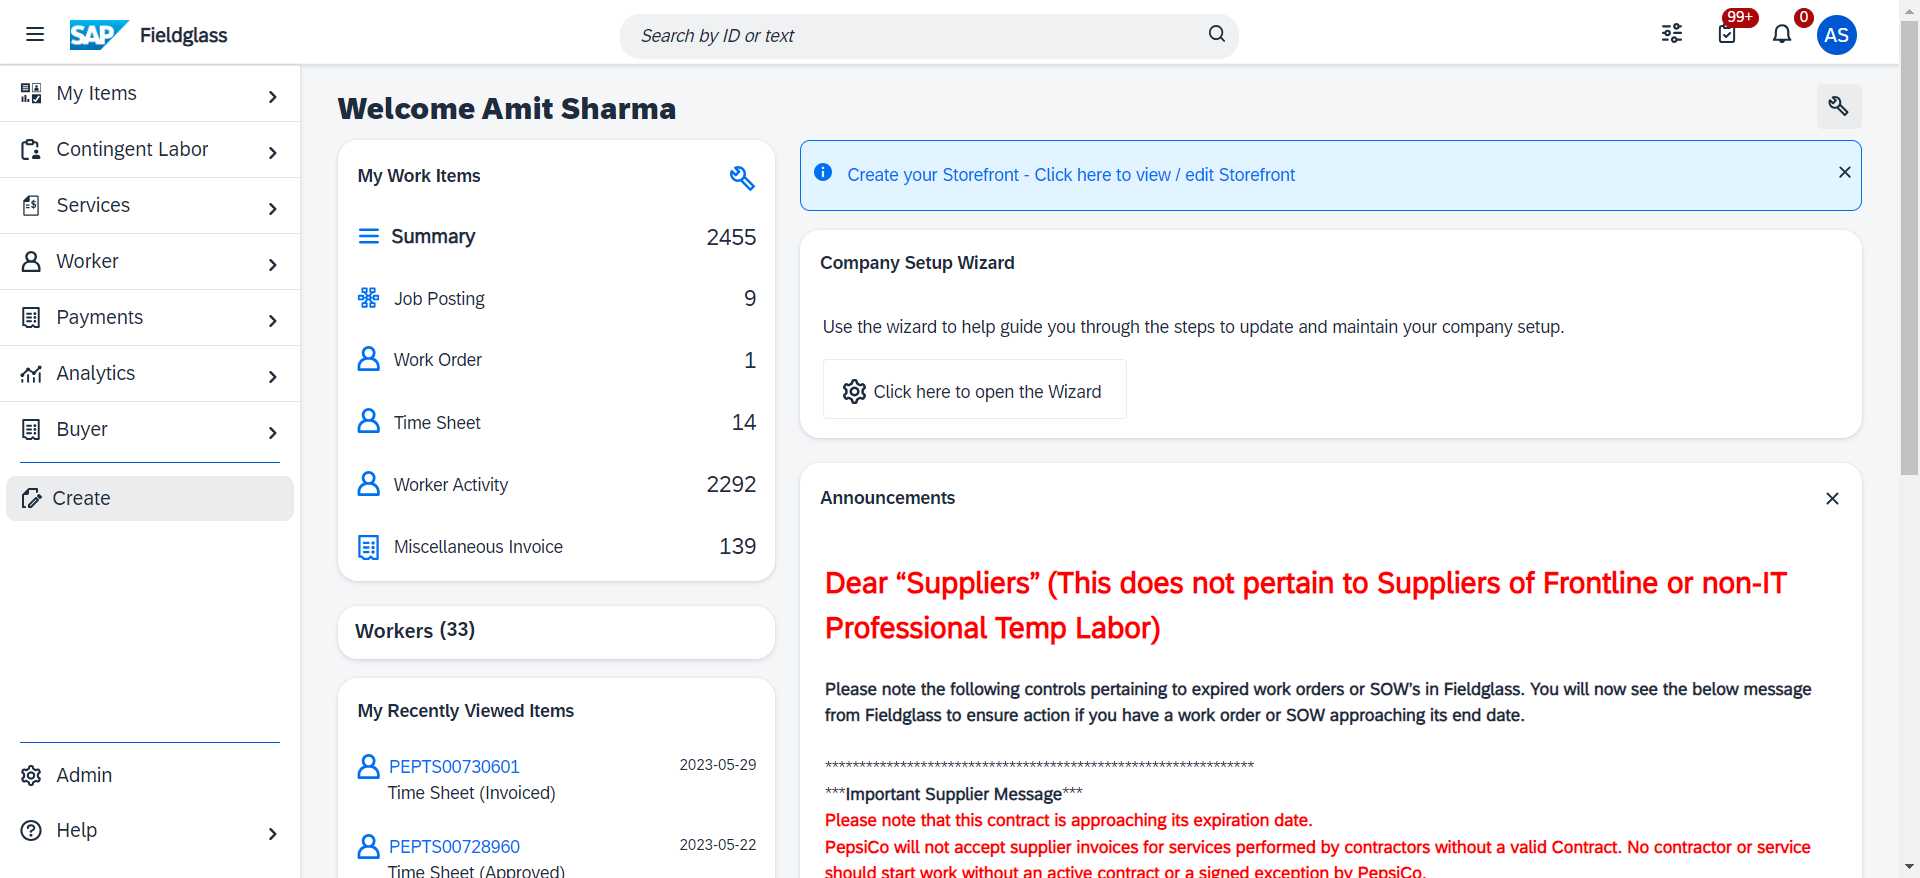 SAP Fieldglass
Search by ID or text
99+
0
AS
My Items
Contingent Labor
Services
Worker
Payments
Analytics
Buyer
Create
Admin
Help
Welcome Amit Sharma
My Work Items
Summary 2455
Job Posting 9
Work Order 1
Time Sheet 14
Worker Activity 2292
Miscellaneous Invoice 139
Workers (33)
My Recently Viewed Items
PEPTS00730601 2023-05-29
Time Sheet (Invoiced)
PEPTS00728960 2023-05-22
Time Sheet (Approved)
Create your Storefront - Click here to view / edit Storefront
Company Setup Wizard
Use the wizard to help guide you through the steps to update and maintain your company setup.
Click here to open the Wizard
Announcements
Dear “Suppliers” (This does not pertain to Suppliers of Frontline or non-IT
Professional Temp Labor)
Please note the following controls pertaining to expired work orders or SOW's in Fieldglass. You will now see the below message
from Fieldglass to ensure action if you have a work order or SOW approaching its end date.
***************************************************************
***Important Supplier Message***
Please note that this contract is approaching its expiration date.
PepsiCo will not accept supplier invoices for services performed by contractors without a valid Contract. No contractor or service
should start work without an active contract or a signed exception by PepsiCo.